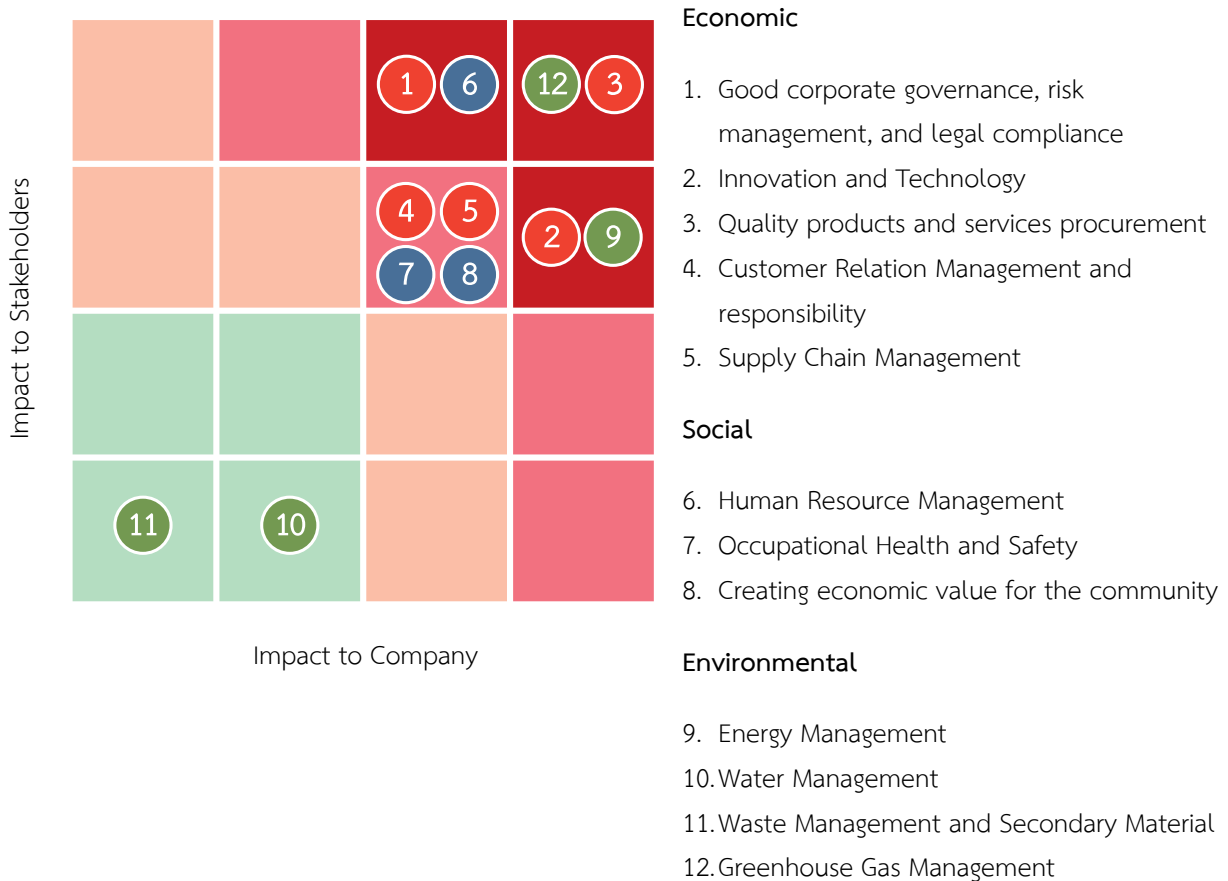 Impact to Stakeholders
1 6 12 3
4 5
2 9
7 8
11 10
Impact to Company
Economic
1. Good corporate governance, risk
management, and legal compliance
2. Innovation and Technology
3. Quality products and services procurement
4. Customer Relation Management and
responsibility
5. Supply Chain Management
Social
6. Human Resource Management
7. Occupational Health and Safety
8. Creating economic value for the community
Environmental
9. Energy Management
10. Water Management
11. Waste Management and Secondary Material
12. Greenhouse Gas Management